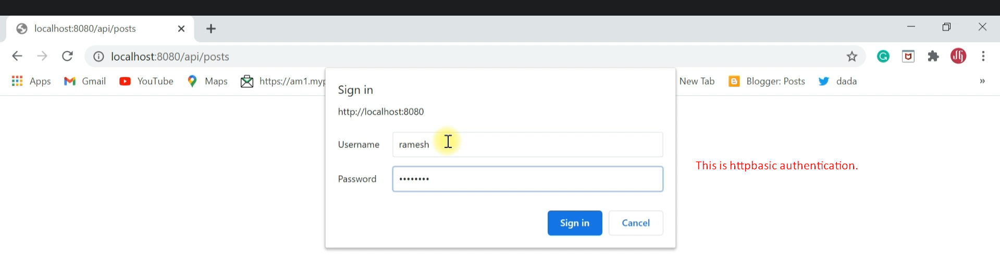 localhost:8080/api/posts
localhost:8080/api/posts
Apps Gmail YouTube Maps https://am1.myp New Tab Blogger: Posts dada »
Sign in
http://localhost:8080
Username ramesh
This is httpbasic authentication.
Password ••••••••
Sign in Cancel